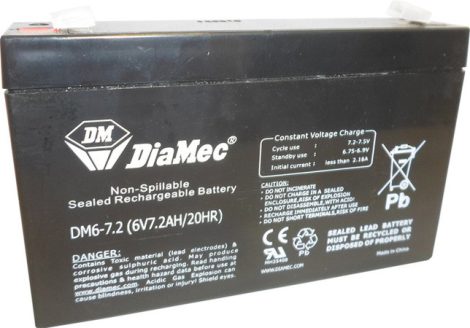 DM
DiaMec®
Non-Spillable
Sealed Rechargeable Battery
DM6-7.2 (6V7.2AH/20HR)
DANGER:
Contains Toxic material (lead electrodes) &
corrosive sulphuric acid. May produce
explosive gas during recharging. Read handling
precautions & health hazard data before use at
www.diamec.com. Acidic Gas Explosion can
cause blindness, irritation or injury! Shield eyes.
Constant Voltage Charge
Cycle use : 7.2-7.5V
Standby use : 6.75-6.9V
Initial current : less than 2.16A
CAUTION:
DO NOT INCINERATE
DO NOT CHARGE IN A SEALED
ENCLOSURE,RISK OF EXPLOSION
DO NOT DISASSEMBLE,WITH ACID!
RECHARGE IMMEDIATELY AFTER USE
DO NOT SHORT TERMINALS,RISK OF FIRE
Pb
CE
SEALED LEAD-ACID BATTERY
MUST BE RECYCLED OR
DISPOSED OF PROPERLY